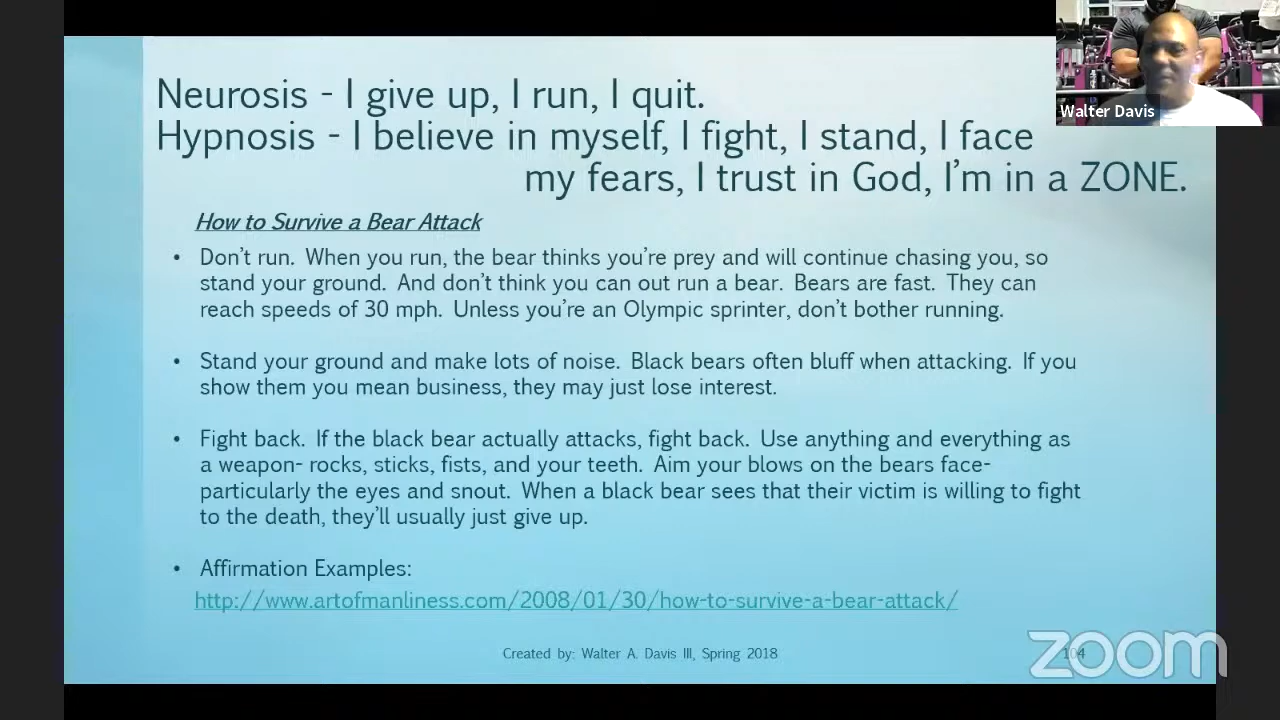 Neurosis - I give up, I run, I quit.
Hypnosis - I believe in myself, I fight, I stand, I face
my fears, I trust in God, I'm in a ZONE.
Walter Davis
How to Survive a Bear Attack
• Don't run. When you run, the bear thinks you're prey and will continue chasing you, so
stand your ground. And don't think you can out run a bear. Bears are fast. They can
reach speeds of 30 mph. Unless you're an Olympic sprinter, don't bother running.
• Stand your ground and make lots of noise. Black bears often bluff when attacking. If you
show them you mean business, they may just lose interest.
• Fight back. If the black bear actually attacks, fight back. Use anything and everything as
a weapon- rocks, sticks, fists, and your teeth. Aim your blows on the bears face-
particularly the eyes and snout. When a black bear sees that their victim is willing to fight
to the death, they'll usually just give up.
• Affirmation Examples:
http://www.artofmanliness.com/2008/01/30/how-to-survive-a-bear-attack/
Created by: Walter A. Davis III, Spring 2018
104
zoom